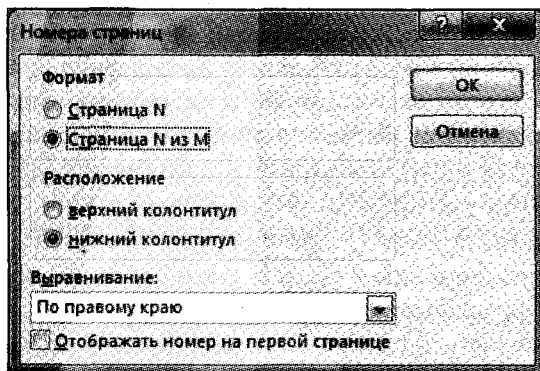 Номера страниц
Формат
Страница N
Страница N из M
Расположение
верхний колонтитул
нижний колонтитул
Выравнивание:
По правому краю
Отображать номер на первой странице
ОК
Отмена